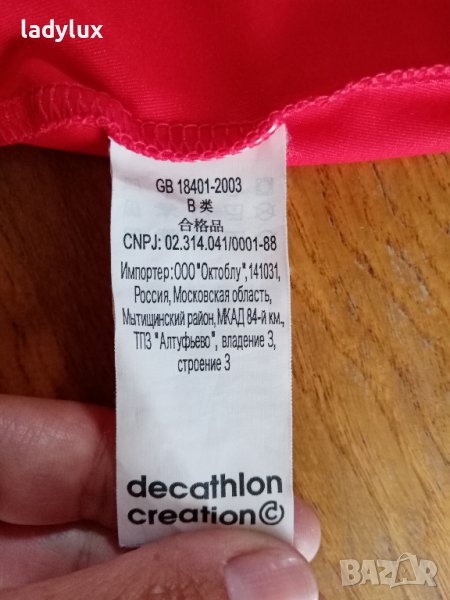 ladylux
GB 18401-2003
B 类
合格品
CNPJ: 02.314.041/0001-88
Импортер:ООО"Октоблу",141031,
Россия, Московская область,
Мытищинский район, МКАД 84-й км.,
ТПЗ "Алтуфьево", владение 3,
строение 3
decathlon
creation©
BAZAR